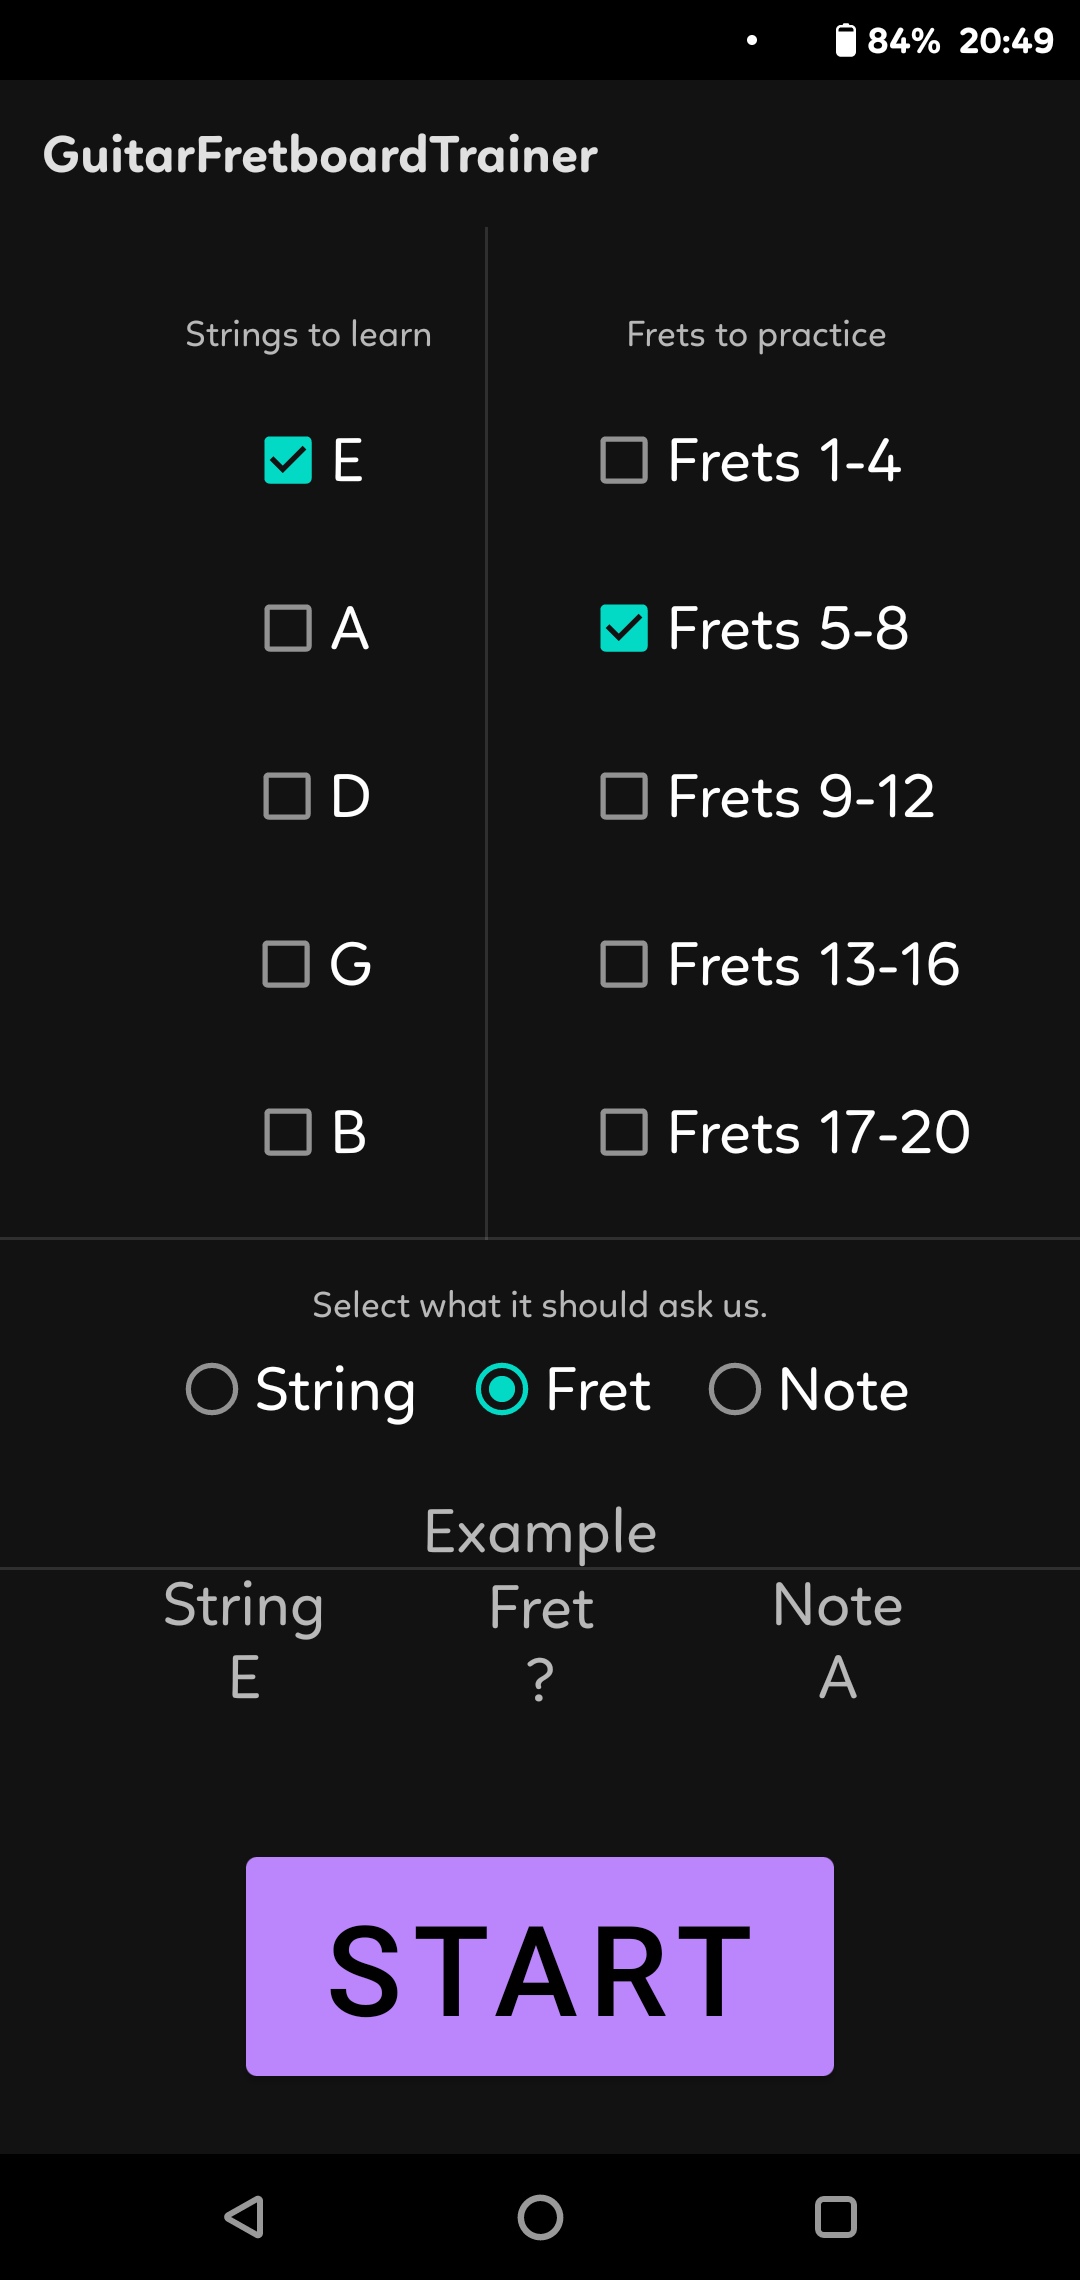 84% 20:49
GuitarFretboardTrainer
Strings to learn
Frets to practice
E
Frets 1-4
A
Frets 5-8
D
Frets 9-12
G
Frets 13-16
B
Frets 17-20
Select what it should ask us.
String Fret Note
Example
String Fret Note
E ? A
START